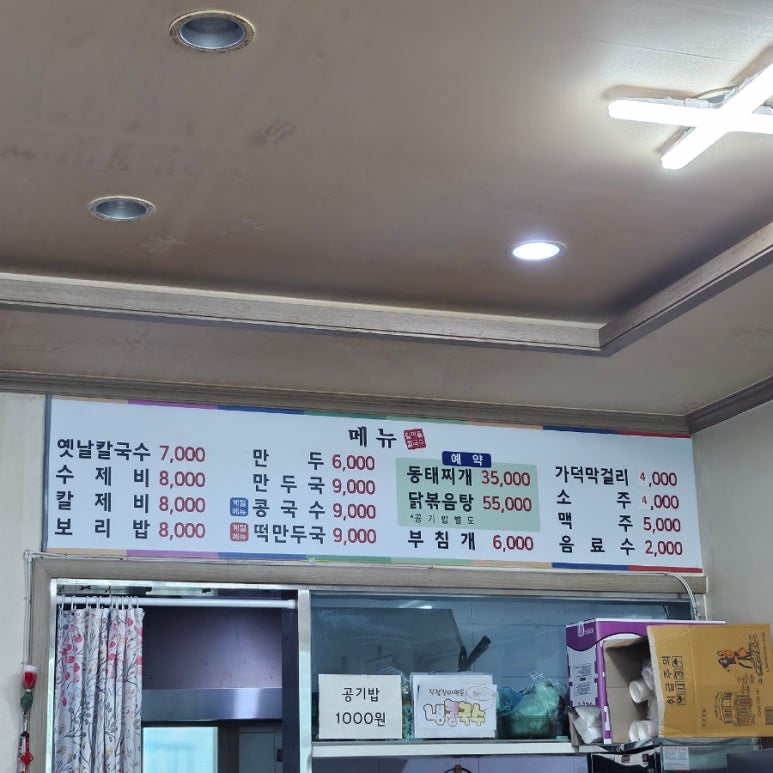 메뉴
옛날칼국수 7,000
수제비 8,000
칼제비 8,000
보리밥 8,000
만두 6,000
만두국 9,000
계절메뉴 콩국수 9,000
계절메뉴 떡만두국 9,000
예약
동태찌개 35,000
닭볶음탕 55,000
*공기밥별도
부침개 6,000
가덕막걸리 4,000
소주 4,000
맥주 5,000
음료수 2,000
공기밥
1000원
냉콩국수
취급주의